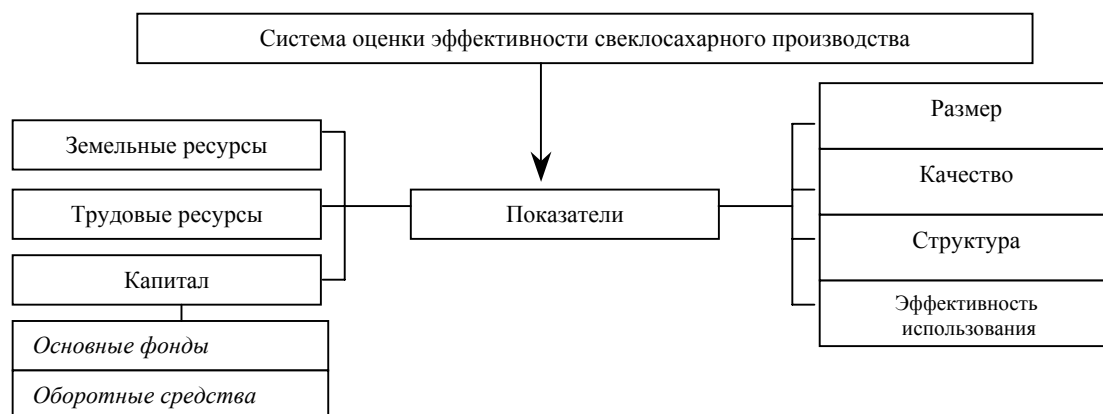 Система оценки эффективности свеклосахарного производства
Земельные ресурсы
Трудовые ресурсы
Капитал
Основные фонды
Оборотные средства
Показатели
Размер
Качество
Структура
Эффективность
использования